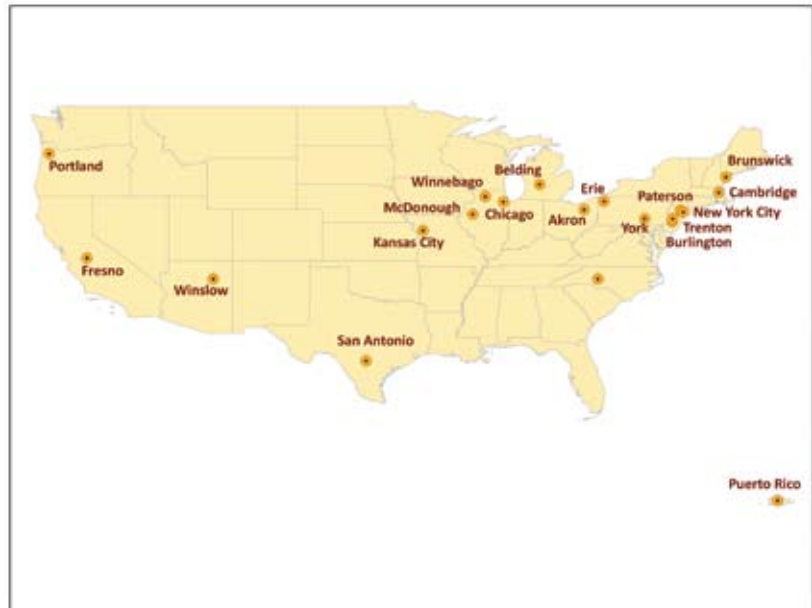 Portland
Brunswick
Belding
Winnebago
Erie
Paterson
Cambridge
McDonough
Chicago
Akron
New York City
York
Trenton
Kansas City
Burlington
Fresno
Winslow
San Antonio
Puerto Rico